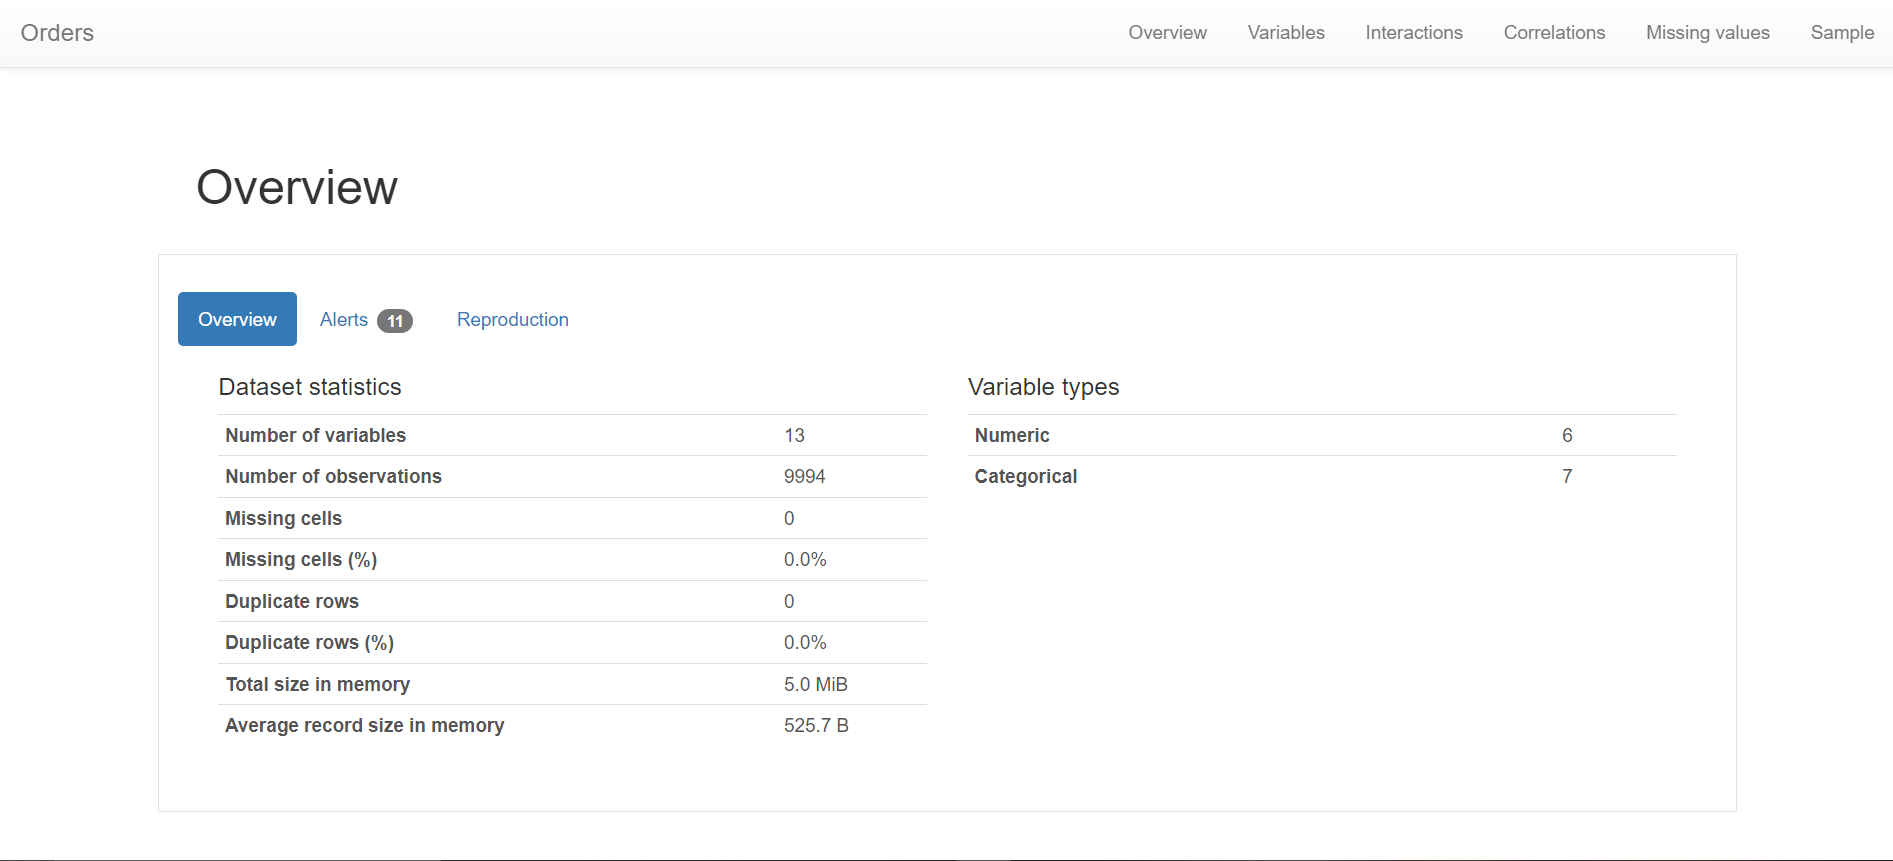 Orders Overview Variables Interactions Correlations Missing values Sample
Overview
Overview Alerts 11 Reproduction
Dataset statistics
Number of variables 13
Number of observations 9994
Missing cells 0
Missing cells (%) 0.0%
Duplicate rows 0
Duplicate rows (%) 0.0%
Total size in memory 5.0 MiB
Average record size in memory 525.7 B
Variable types
Numeric 6
Categorical 7